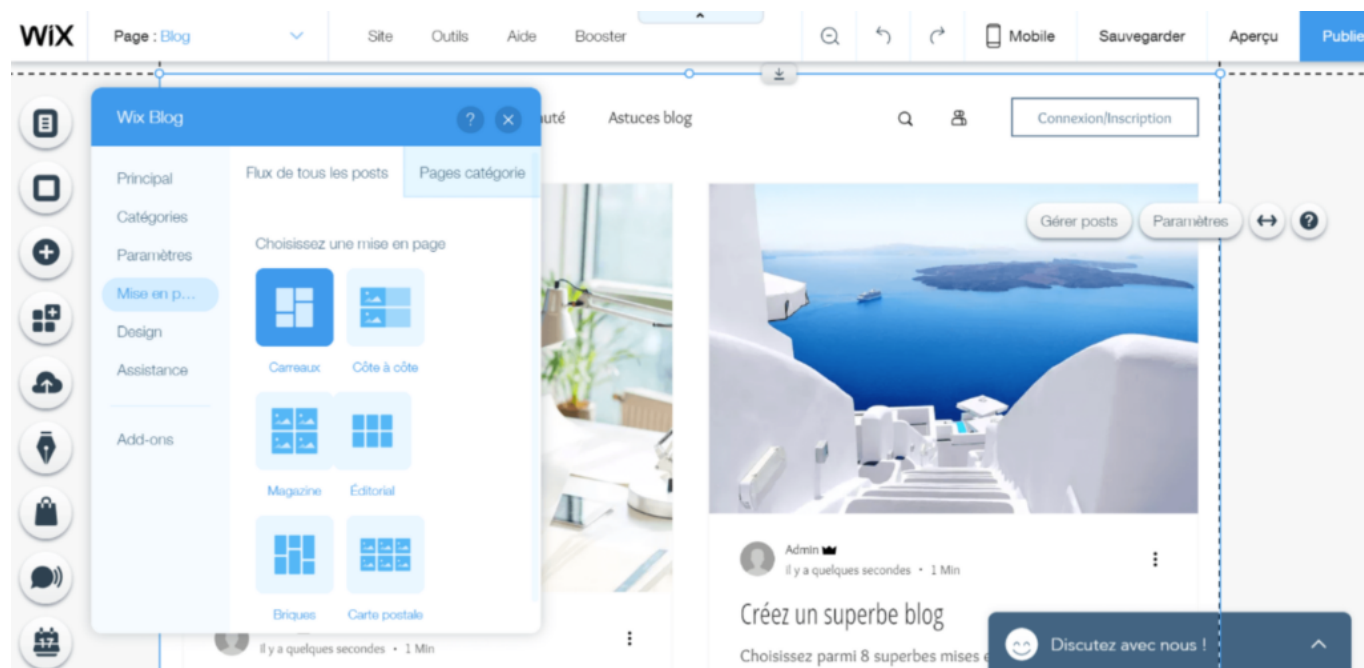 WiX
Page : Blog
Site
Outils
Aide
Booster
Mobile
Sauvegarder
Aperçu
Publie
Wix Blog
?
Astuces blog
Connexion/Inscription
Principal
Catégories
Paramètres
Mise en p...
Design
Assistance
Add-ons
Flux de tous les posts
Pages catégorie
Choisissez une mise en page
Carreaux
Côte à côte
Magazine
Éditorial
Briques
Carte postale
Gérer posts
Paramètres
?
17
il y a quelques secondes • 1 Min
Admin
il y a quelques secondes • 1 Min
Créez un superbe blog
Choisissez parmi 8 superbes mises e
Discutez avec nous !